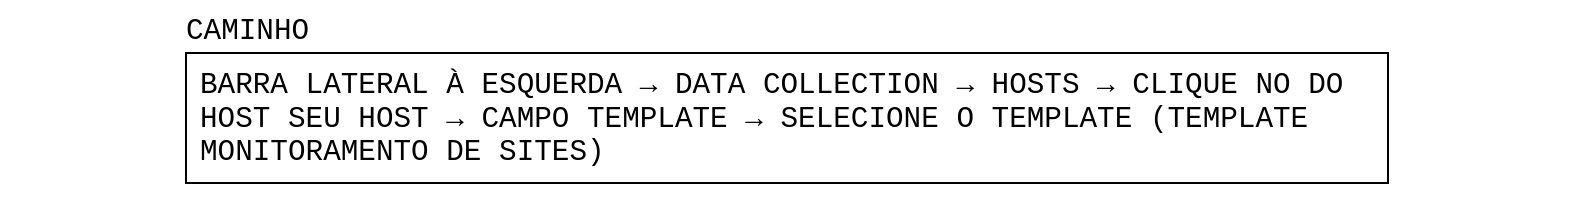 CAMINHO
BARRA LATERAL À ESQUERDA → DATA COLLECTION → HOSTS → CLIQUE NO DO
HOST SEU HOST → CAMPO TEMPLATE → SELECIONE O TEMPLATE (TEMPLATE
MONITORAMENTO DE SITES)